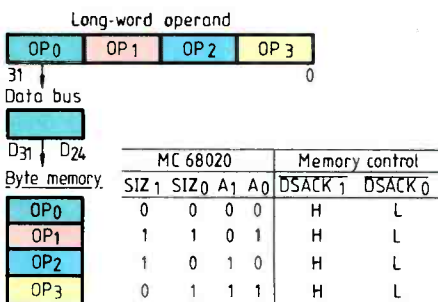 Long-word operand
OP0 OP1 OP2 OP3
31 0
Data bus
D31 D24
Byte memory
MC 68020 Memory control
SIZ1 SIZ0 A1 A0 DSACK1 DSACK0
OP0 0 0 0 0 H L
OP1 1 1 0 1 H L
OP2 1 0 1 0 H L
OP3 0 1 1 1 H L